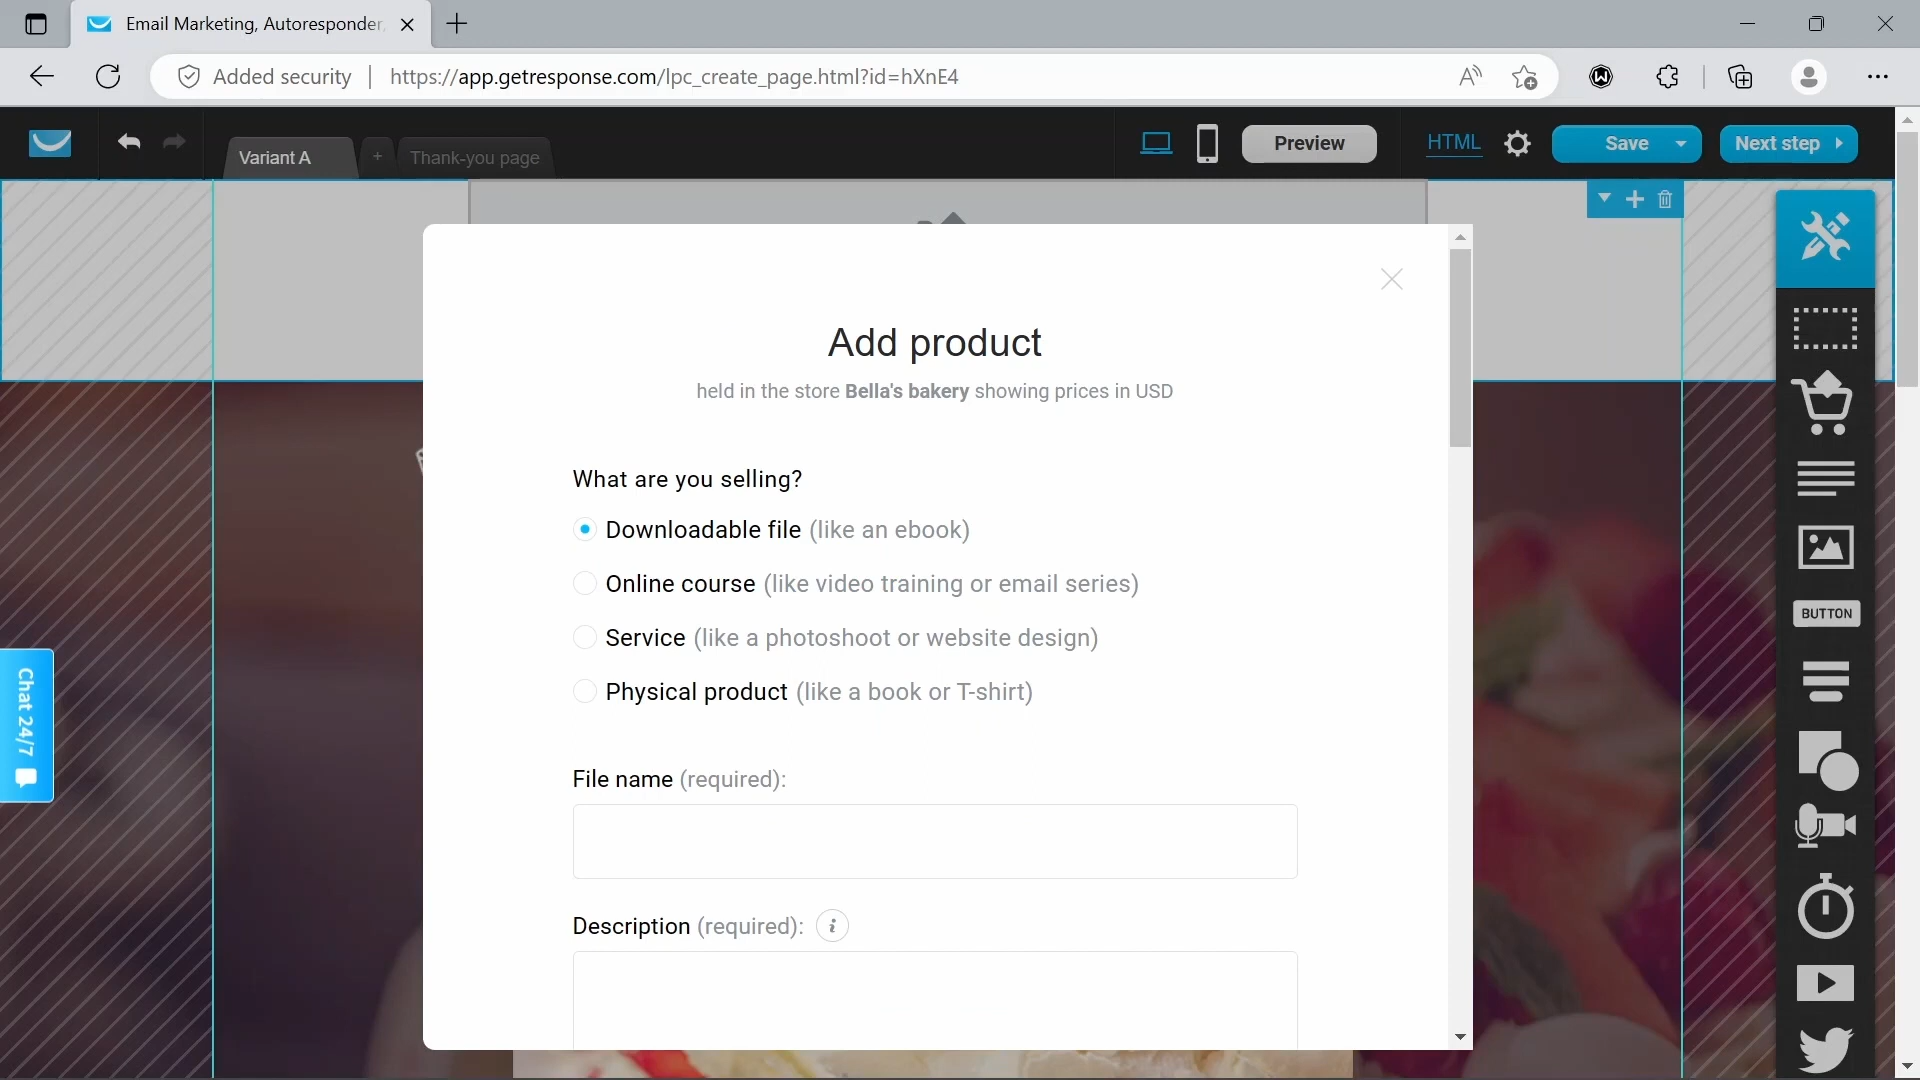 Email Marketing, Autoresponder,
Added security
https://app.getresponse.com/lpc_create_page.html?id=hXnE4
Variant A
+
Thank-you page
Preview
HTML
Save
Next step
Add product
held in the store Bella's bakery showing prices in USD
What are you selling?
Downloadable file (like an ebook)
Online course (like video training or email series)
Service (like a photoshoot or website design)
Physical product (like a book or T-shirt)
File name (required):
Description (required): i
BUTTON
Chat 24/7